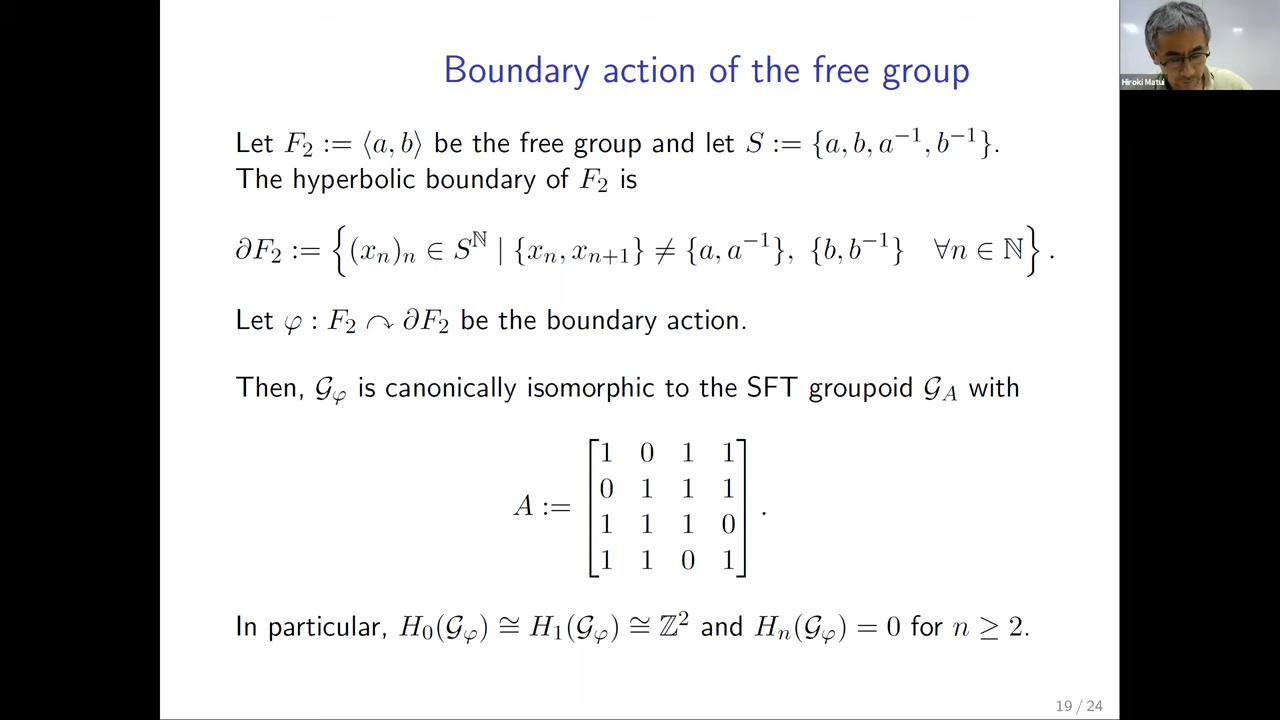 Boundary action of the free group
Let F₂ := ⟨a, b⟩ be the free group and let S := {a, b, a⁻¹, b⁻¹}.
The hyperbolic boundary of F₂ is
∂F₂ := {(xₙ)ₙ ∈ S^ℕ | {xₙ, xₙ₊₁} ≠ {a, a⁻¹}, {b, b⁻¹} ∀n ∈ ℕ}.
Let φ : F₂ ↷ ∂F₂ be the boundary action.
Then, 𝒢_φ is canonically isomorphic to the SFT groupoid 𝒢_A with
A := [1 0 1 1
0 1 1 1
1 1 1 0
1 1 0 1].
In particular, H₀(𝒢_φ) ≅ H₁(𝒢_φ) ≅ ℤ² and Hₙ(𝒢_φ) = 0 for n ≥ 2.
19 / 24
Hiroki Matui